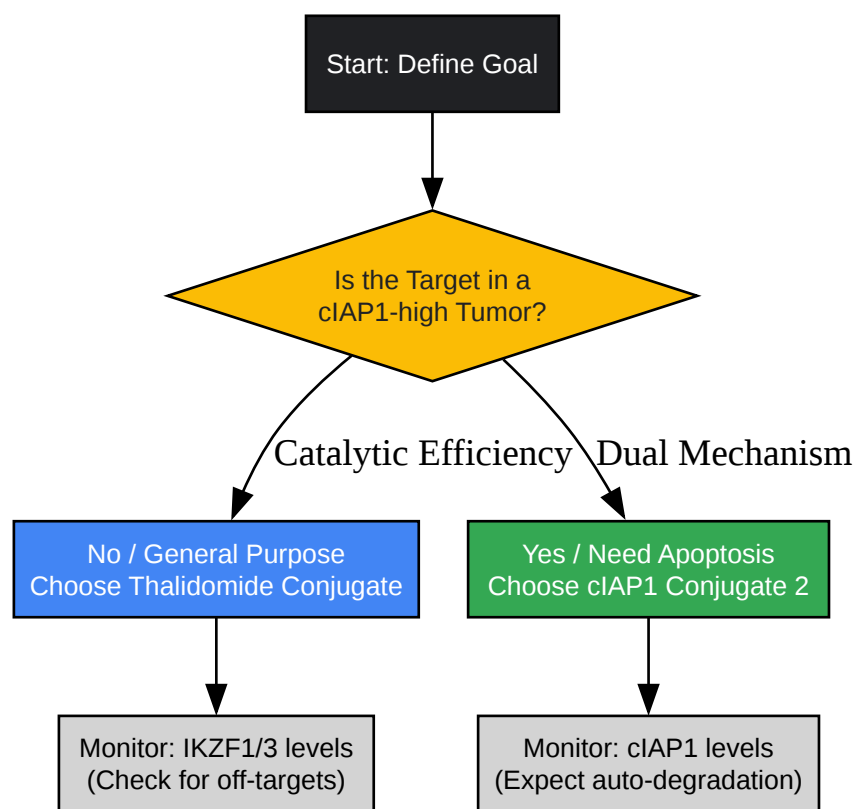 Start: Define Goal
Is the Target in a
cIAP1-high Tumor?
Catalytic Efficiency
Dual Mechanism
No / General Purpose
Choose Thalidomide Conjugate
Yes / Need Apoptosis
Choose cIAP1 Conjugate 2
Monitor: IKZF1/3 levels
(Check for off-targets)
Monitor: cIAP1 levels
(Expect auto-degradation)